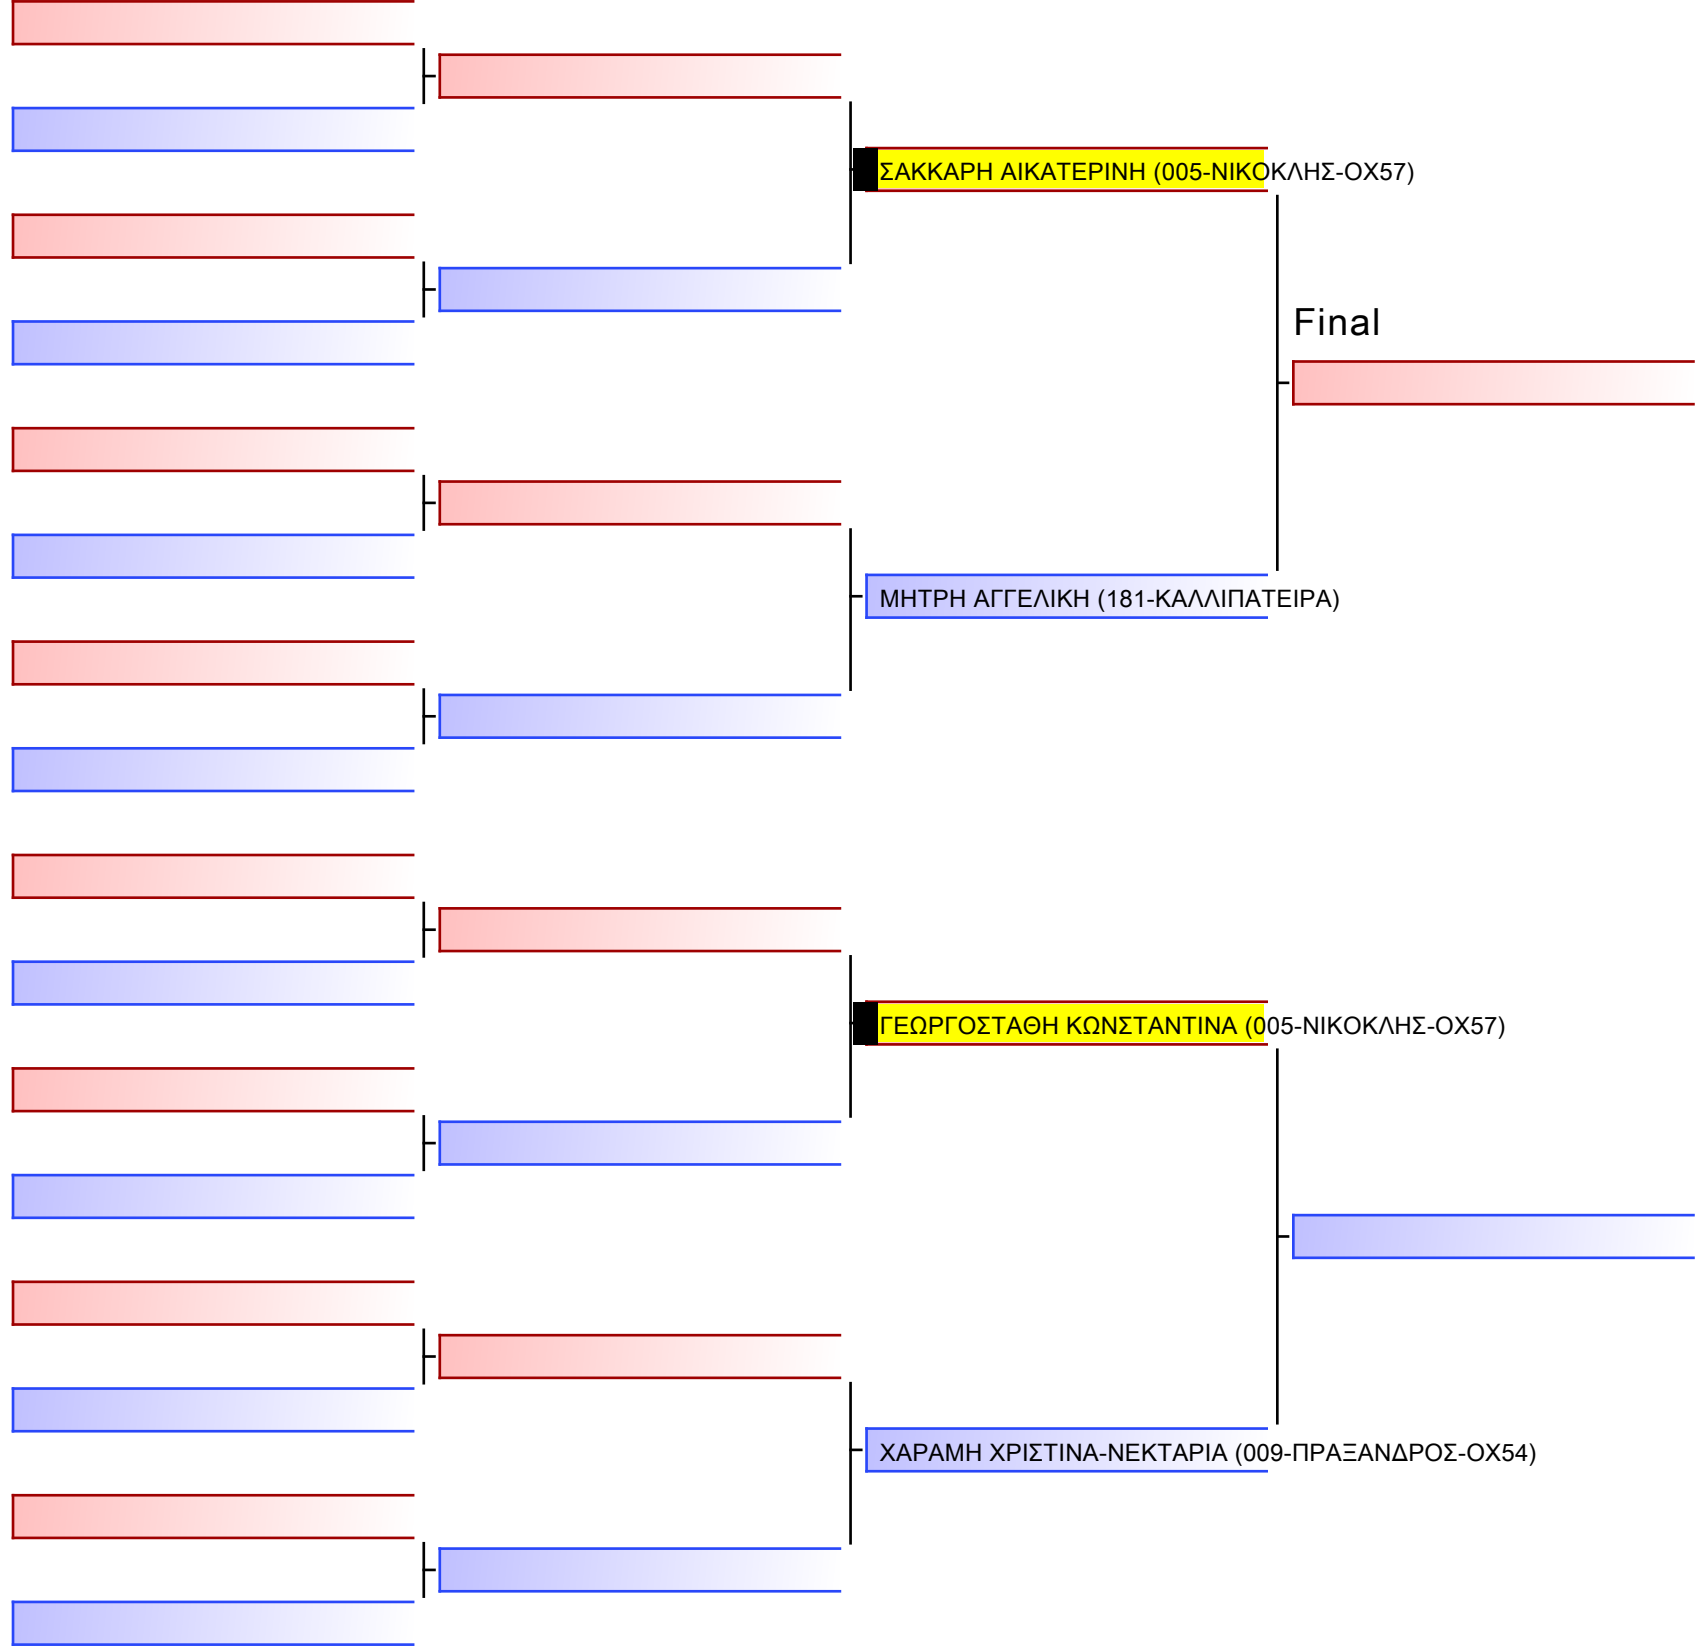 ΣΑΚΚΑΡΗ ΑΙΚΑΤΕΡΙΝΗ (005-ΝΙΚΟΚΛΗΣ-ΟΧ57)
Final
ΜΗΤΡΗ ΑΓΓΕΛΙΚΗ (181-ΚΑΛΛΙΠΑΤΕΙΡΑ)
ΓΕΩΡΓΟΣΤΑΘΗ ΚΩΝΣΤΑΝΤΙΝΑ (005-ΝΙΚΟΚΛΗΣ-ΟΧ57)
ΧΑΡΑΜΗ ΧΡΙΣΤΙΝΑ-ΝΕΚΤΑΡΙΑ (009-ΠΡΑΞΑΝΔΡΟΣ-ΟΧ54)